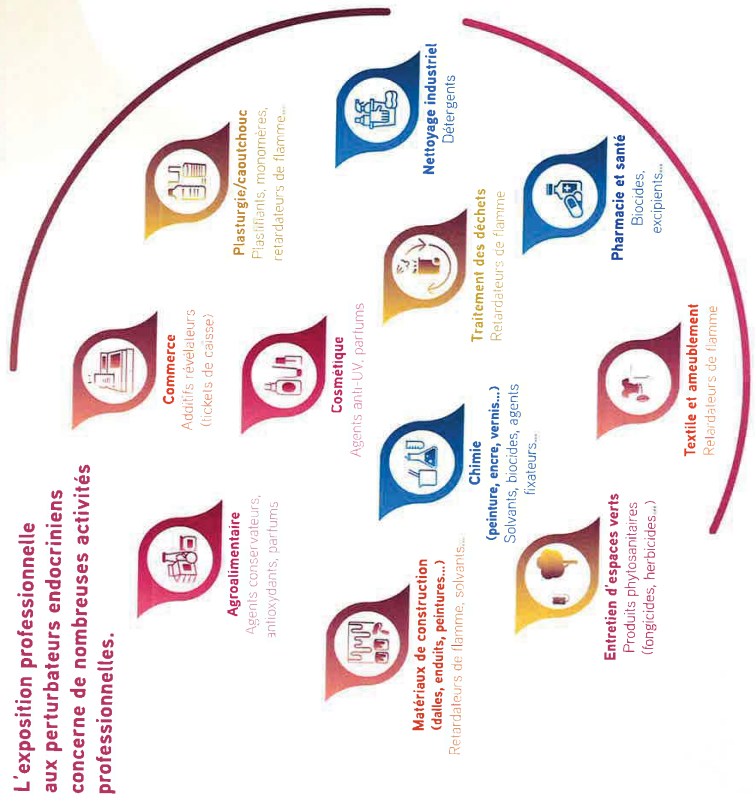 L'exposition professionnelle
aux perturbateurs endocriniens
concerne de nombreuses activités
professionnelles.
Agroalimentaire
Agents conservateurs,
antioxydants, parfums
Commerce
Additifs révélateurs
(tickets de caisse)
Plasturgie/caoutchouc
Plastifiants, monomères,
retardateurs de flamme...
Cosmétique
Agents anti-UV, parfums
Nettoyage industriel
Détergents
Matériaux de construction
(dalles, enduits, peintures...)
Retardateurs de flamme, solvants...
Chimie
(peinture, encre, vernis...)
Solvants, biocides, agents
fixateurs...
Traitement des déchets
Retardateurs de flamme
Entretien d'espaces verts
Produits phytosanitaires
(fongicides, herbicides...)
Textile et ameublement
Retardateurs de flamme
Pharmacie et santé
Biocides,
excipients...